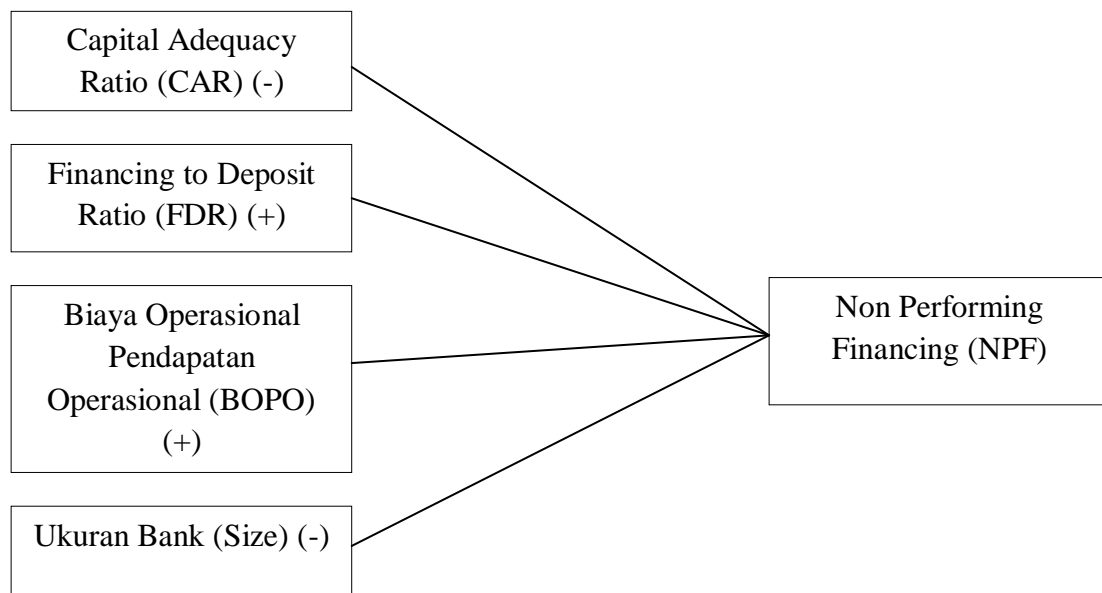 Capital Adequacy
Ratio (CAR) (-)
Financing to Deposit
Ratio (FDR) (+)
Biaya Operasional
Pendapatan
Operasional (BOPO)
(+)
Ukuran Bank (Size) (-)
Non Performing
Financing (NPF)